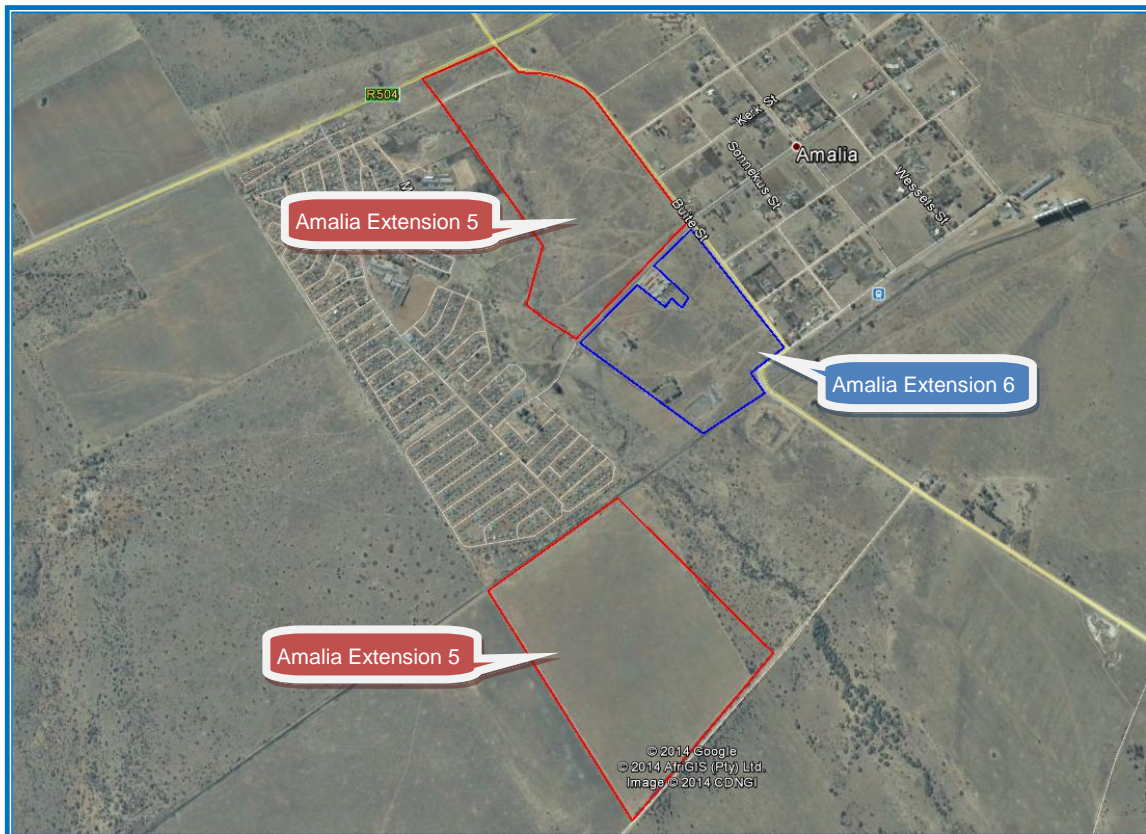 R504
Kerk St
Amalia
Sonnekus St
Wessels St
Amalia Extension 5
Buite St
Amalia Extension 6
Amalia Extension 5
© 2014 Google
© 2014 AfriGIS (Pty) Ltd.
Image © 2014 CDNGI